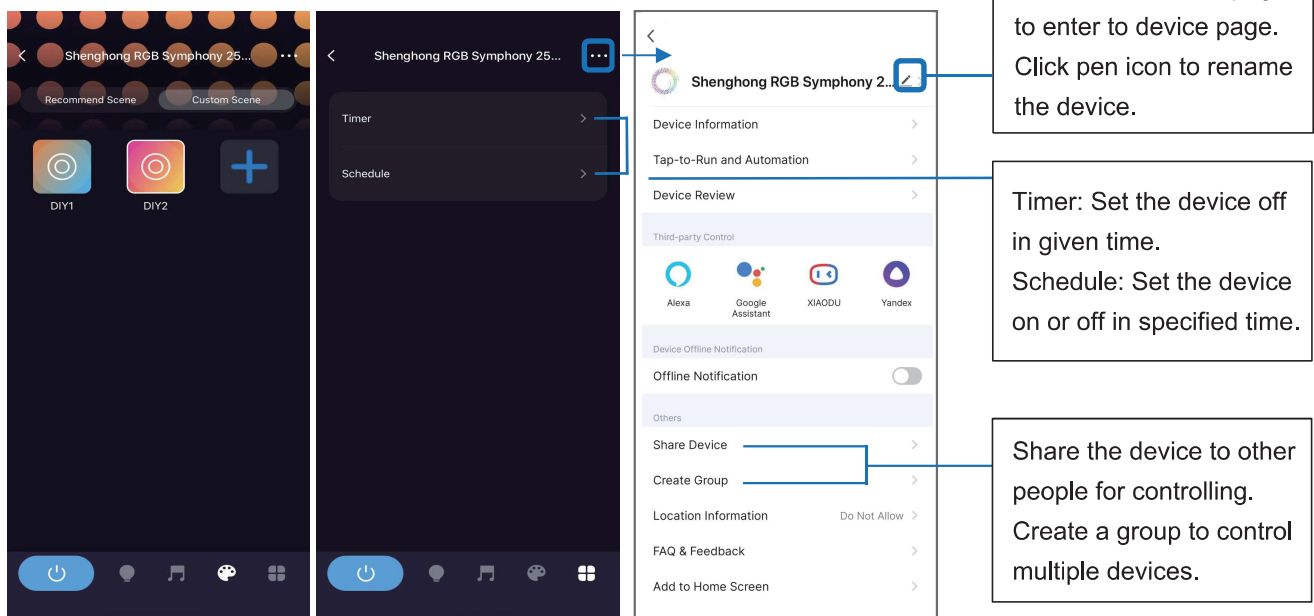 Shenghong RGB Symphony 25...
Recommend Scene
Custom Scene
DIY1
DIY2
Shenghong RGB Symphony 25...
Timer
Schedule
Shenghong RGB Symphony 2...
Device Information
Tap-to-Run and Automation
Device Review
Third-party Control
Alexa
Google
Assistant
XIAODU
Yandex
Device Offline Notification
Offline Notification
Others
Share Device
Create Group
Location Information
Do Not Allow
FAQ & Feedback
Add to Home Screen
to enter to device page.
Click pen icon to rename
the device.
Timer: Set the device off
in given time.
Schedule: Set the device
on or off in specified time.
Share the device to other
people for controlling.
Create a group to control
multiple devices.